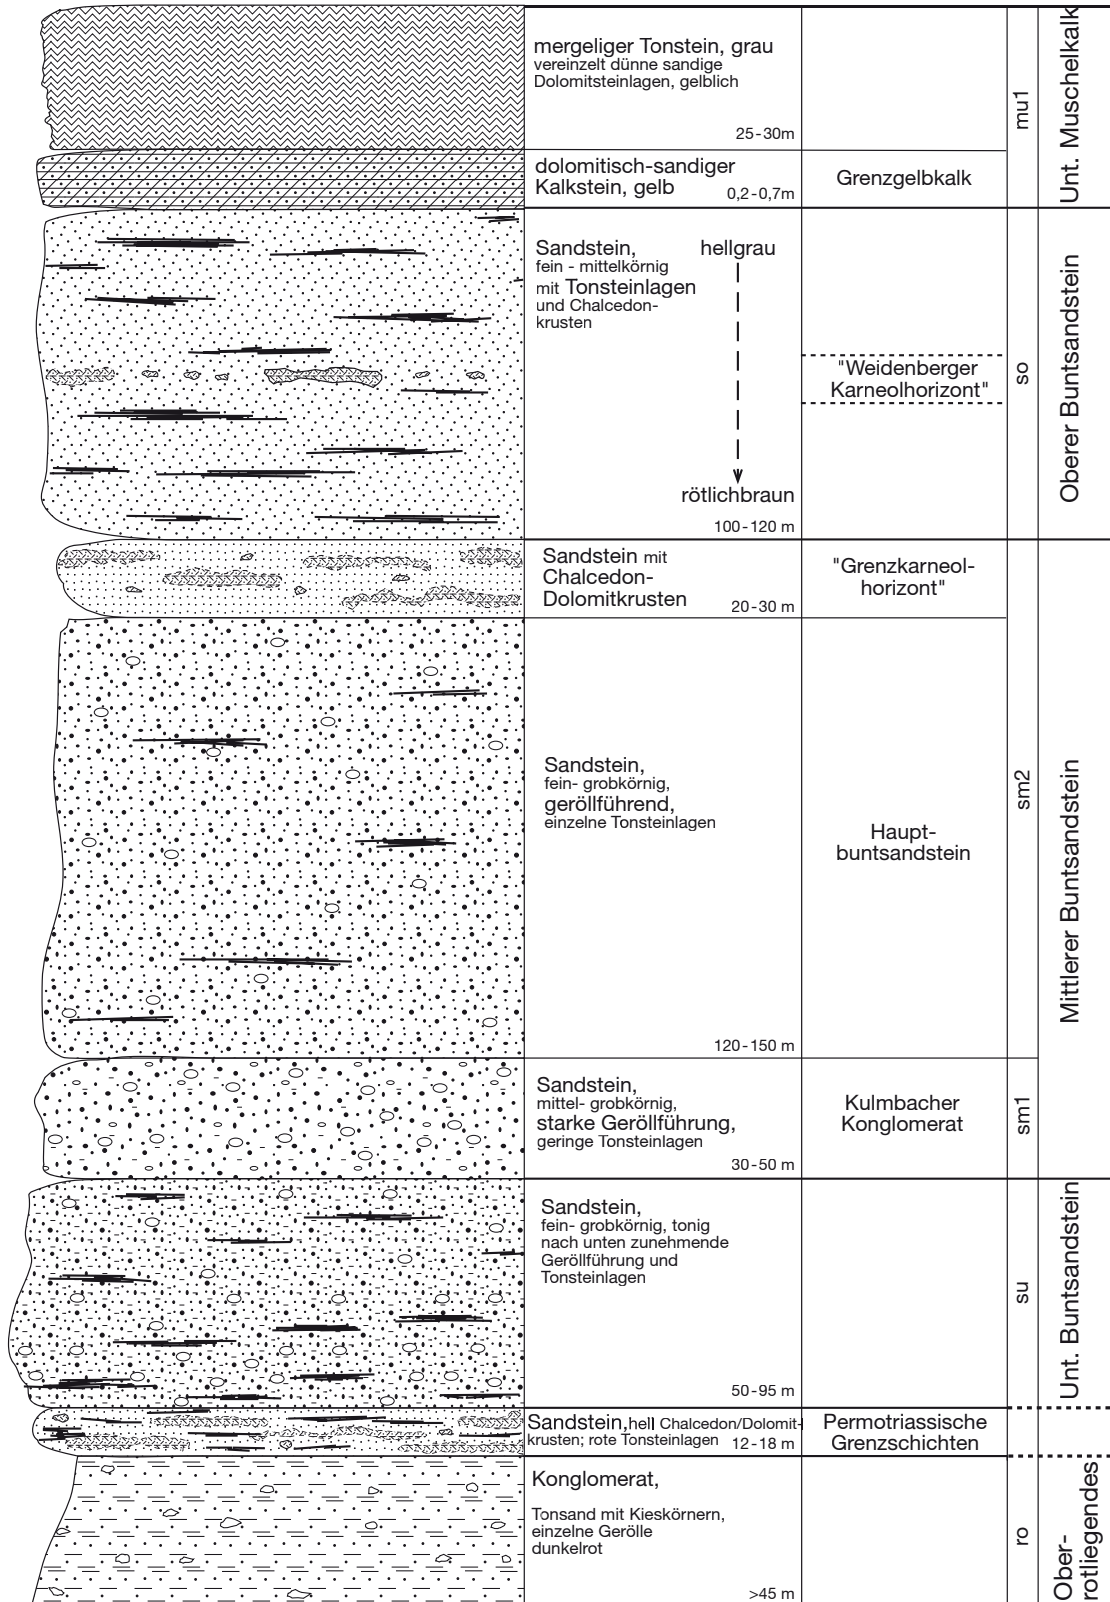 mergeliger Tonstein, grau
vereinzelt dünne sandige
Dolomitsteinlagen, gelblich
25-30m
mu1
Unt. Muschelkalk
dolomitisch-sandiger
Kalkstein, gelb 0,2-0,7m
Grenzgelbkalk
Sandstein,
fein - mittelkörnig
mit Tonsteinlagen
und Chalcedon-
krusten
hellgrau
rötlichbraun
100-120 m
"Weidenberger
Karneolhorizont"
so
Oberer Buntsandstein
Sandstein mit
Chalcedon-
Dolomitkrusten
20-30 m
"Grenzkarneol-
horizont"
Sandstein,
fein- grobkörnig,
geröllführend,
einzelne Tonsteinlagen
120-150 m
Haupt-
buntsandstein
sm2
Mittlerer Buntsandstein
Sandstein,
mittel- grobkörnig,
starke Geröllführung,
geringe Tonsteinlagen
30-50 m
Kulmbacher
Konglomerat
sm1
Sandstein,
fein- grobkörnig, tonig
nach unten zunehmende
Geröllführung und
Tonsteinlagen
50-95 m
su
Unt. Buntsandstein
Sandstein, hell Chalcedon/Dolomit-
krusten; rote Tonsteinlagen 12-18 m
Permotriassische
Grenzschichten
Konglomerat,
Tonsand mit Kieskörnern,
einzelne Gerölle
dunkelrot
>45 m
ro
Ober-
rotliegendes